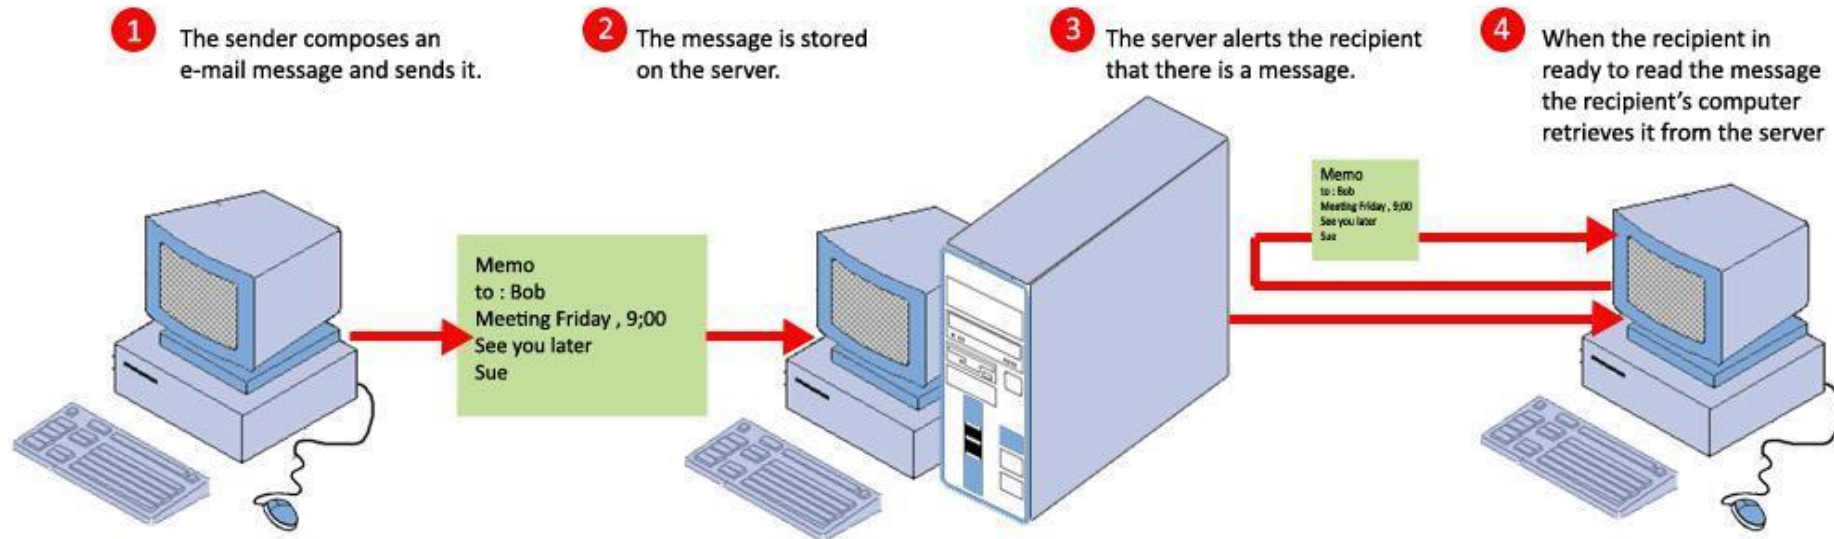 1
The sender composes an
e-mail message and sends it.
2
The message is stored
on the server.
3
The server alerts the recipient
that there is a message.
4
When the recipient in
ready to read the message
the recipient's computer
retrieves it from the server
Memo
to : Bob
Meeting Friday , 9;00
See you later
Sue
Memo
to : Bob
Meeting Friday , 9;00
See you later
Sue